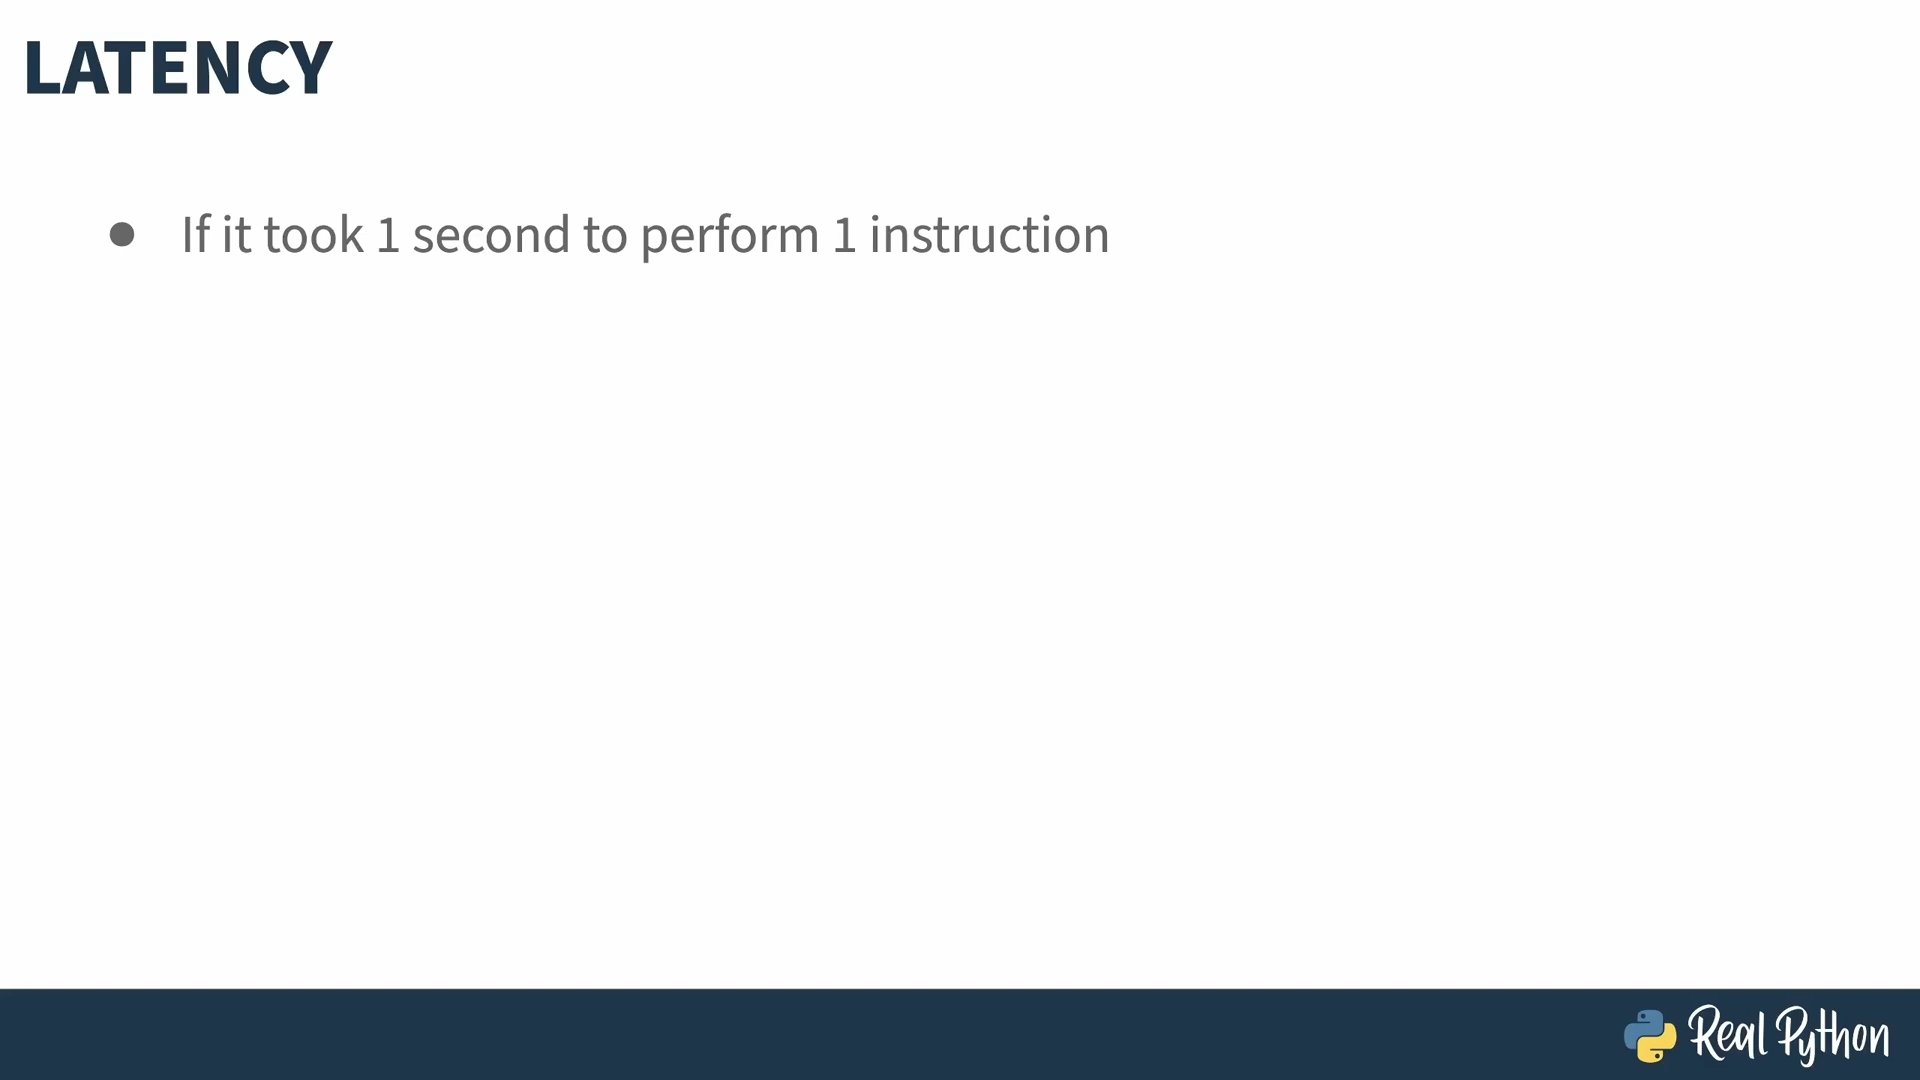 LATENCY
● If it took 1 second to perform 1 instruction
Real Python